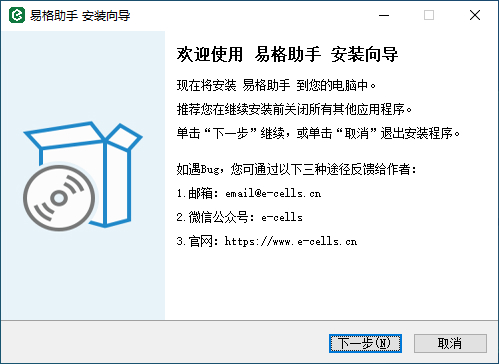 易格助手 安装向导
欢迎使用 易格助手 安装向导
现在将安装 易格助手 到您的电脑中。
推荐您在继续安装前关闭所有其他应用程序。
单击“下一步”继续，或单击“取消”退出安装程序。
如遇Bug，您可通过以下三种途径反馈给作者：
1.邮箱：email@e-cells.cn
2.微信公众号：e-cells
3.官网：https://www.e-cells.cn
下一步(N)
取消